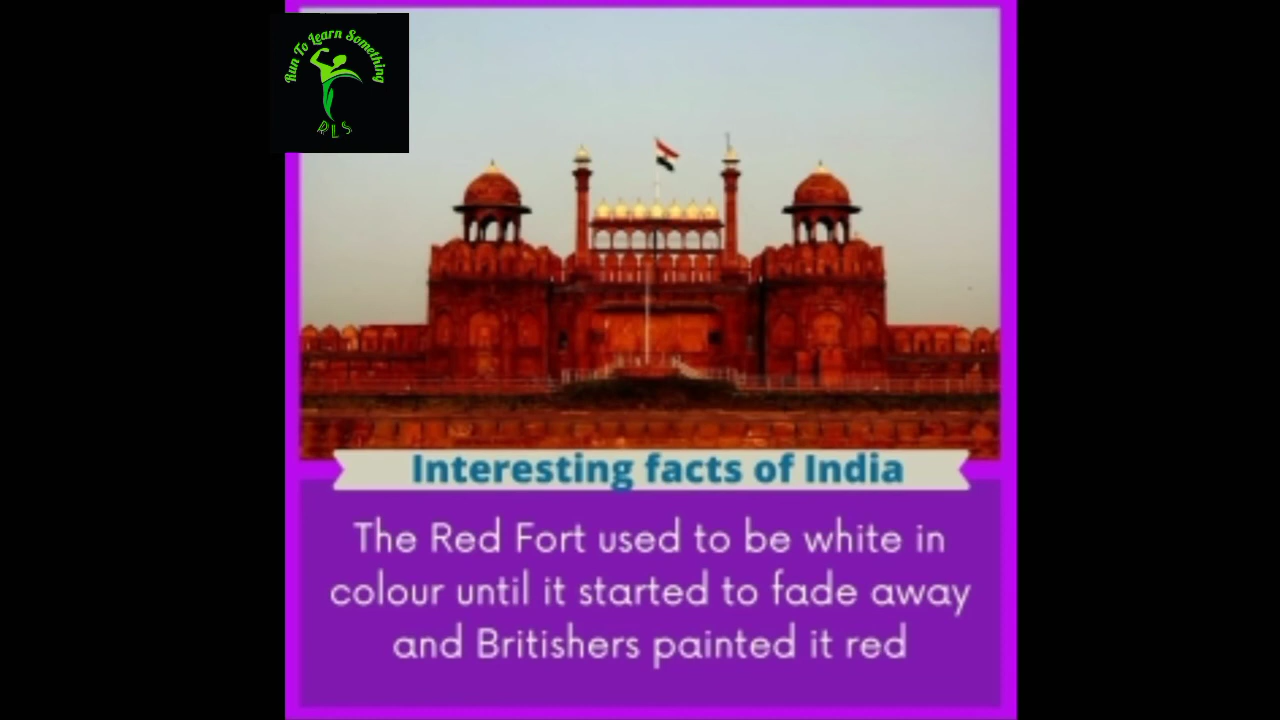 Run To Learn Something
RLS
Interesting facts of India
The Red Fort used to be white in
colour until it started to fade away
and Britishers painted it red